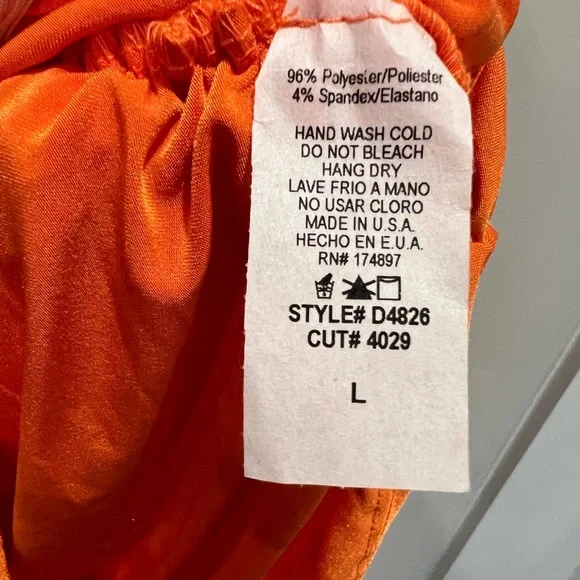 96% Polyester/Poliester
4% Spandex/Elastano
HAND WASH COLD
DO NOT BLEACH
HANG DRY
LAVE FRIO A MANO
NO USAR CLORO
MADE IN U.S.A.
HECHO EN E.U.A.
RN# 174897
STYLE# D4826
CUT# 4029
L